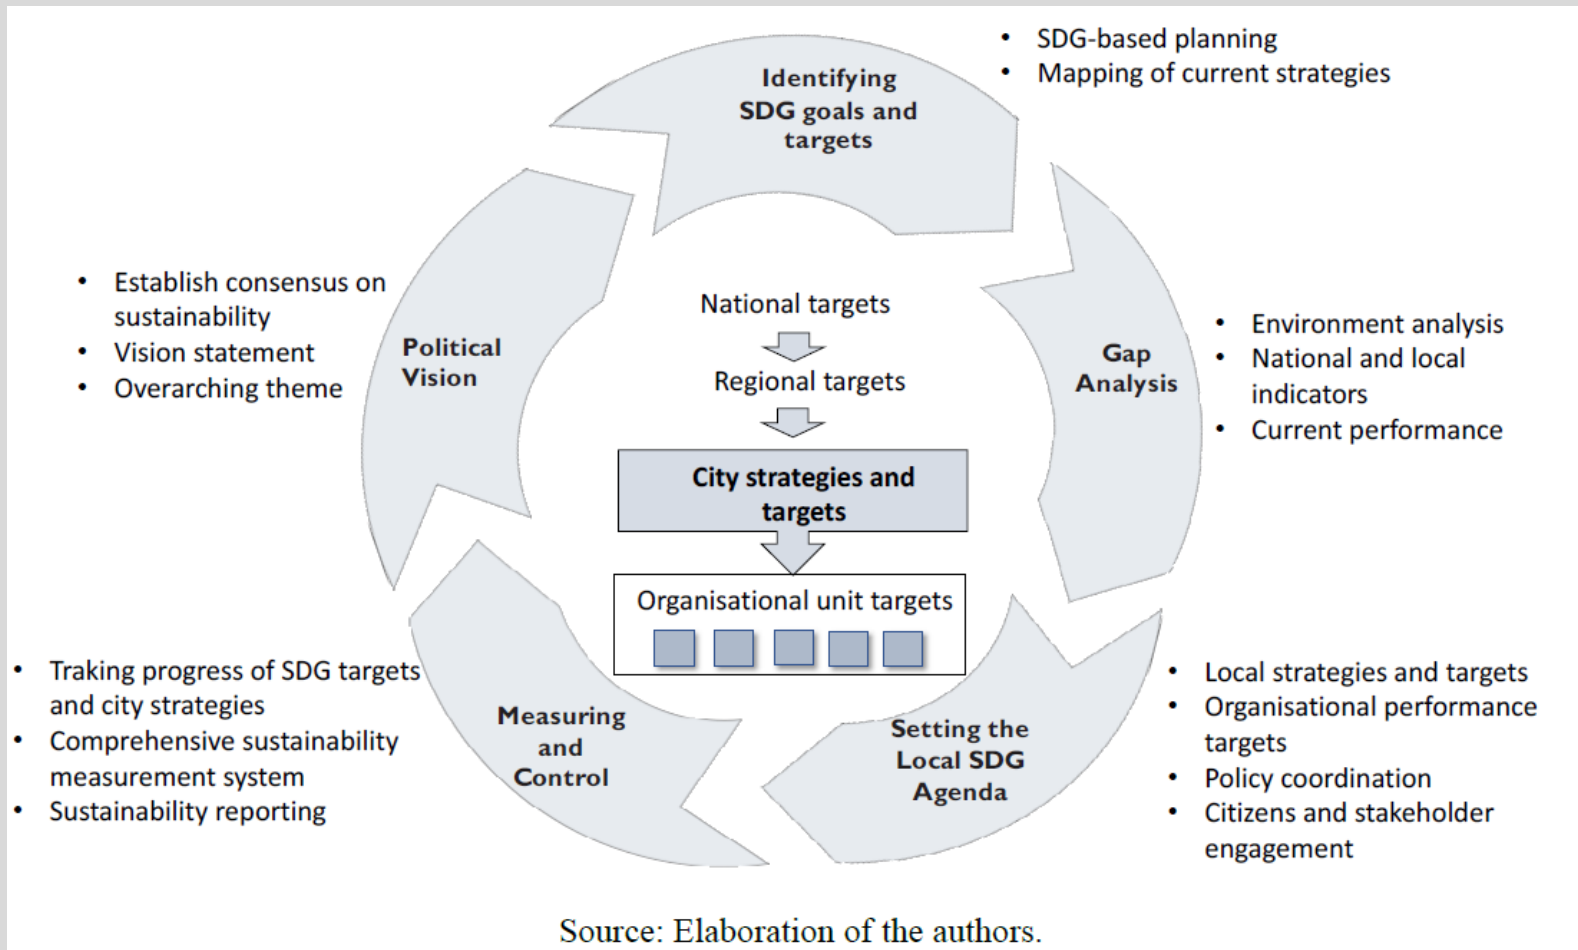 Identifying
SDG goals and
targets
• SDG-based planning
• Mapping of current strategies
Gap
Analysis
• Environment analysis
• National and local
indicators
• Current performance
Setting the
Local SDG
Agenda
• Local strategies and targets
• Organisational performance
targets
• Policy coordination
• Citizens and stakeholder
engagement
Measuring
and
Control
• Traking progress of SDG targets
and city strategies
• Comprehensive sustainability
measurement system
• Sustainability reporting
Political
Vision
• Establish consensus on
sustainability
• Vision statement
• Overarching theme
National targets
Regional targets
City strategies and
targets
Organisational unit targets
Source: Elaboration of the authors.